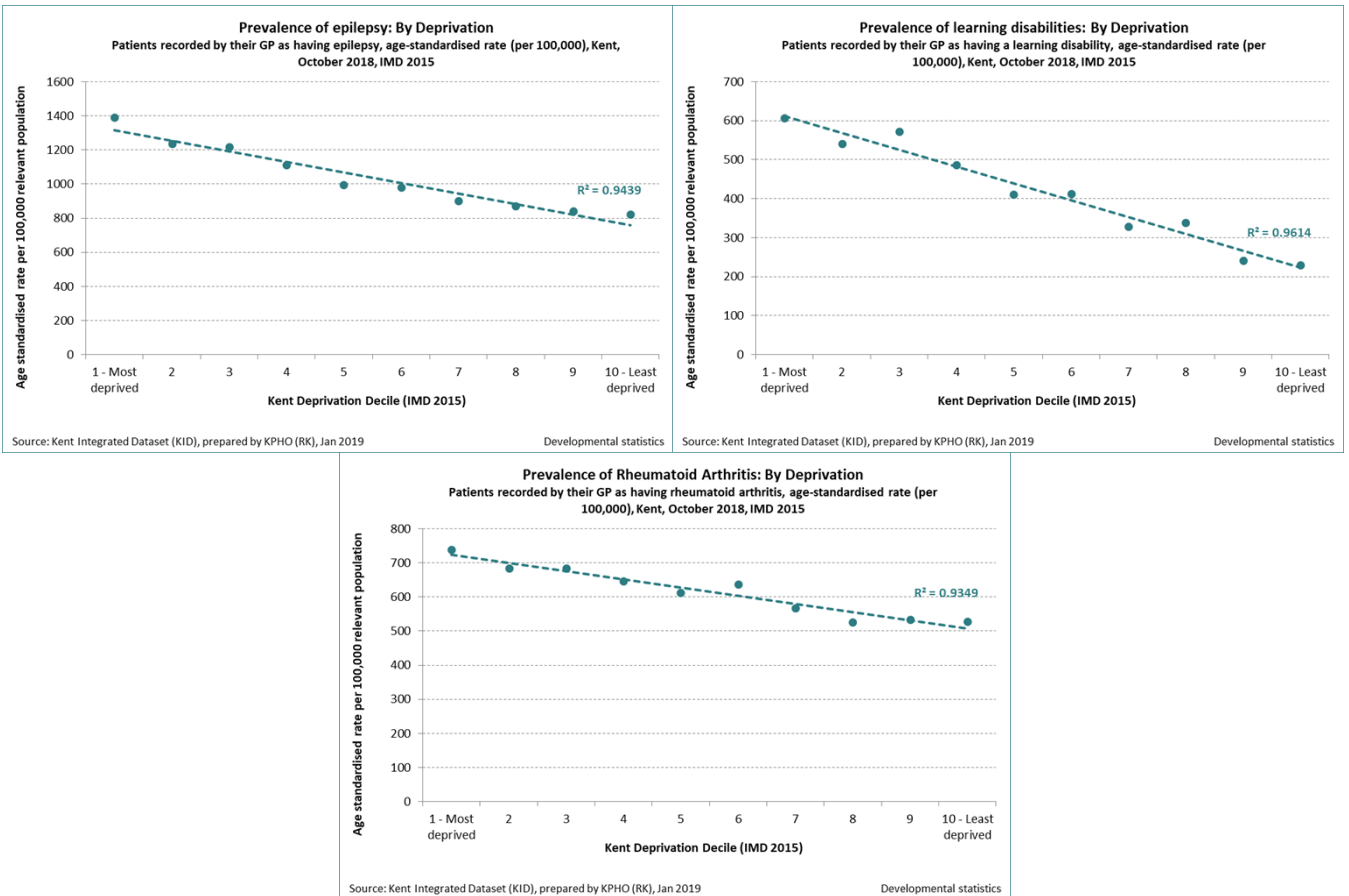 Prevalence of epilepsy: By Deprivation
Patients recorded by their GP as having epilepsy, age-standardised rate (per 100,000), Kent,
October 2018, IMD 2015
Age standardised rate per 100,000 relevant population
1600
1400
1200
1000
800
600
400
200
0
R² = 0.9439
1 - Most 2 3 4 5 6 7 8 9 10 - Least
deprived deprived
Kent Deprivation Decile (IMD 2015)
Source: Kent Integrated Dataset (KID), prepared by KPHO (RK), Jan 2019 Developmental statistics
Prevalence of learning disabilities: By Deprivation
Patients recorded by their GP as having a learning disability, age-standardised rate (per
100,000), Kent, October 2018, IMD 2015
Age standardised rate per 100,000 relevant population
700
600
500
400
300
200
100
0
R² = 0.9614
1 - Most 2 3 4 5 6 7 8 9 10 - Least
deprived deprived
Kent Deprivation Decile (IMD 2015)
Source: Kent Integrated Dataset (KID), prepared by KPHO (RK), Jan 2019 Developmental statistics
Prevalence of Rheumatoid Arthritis: By Deprivation
Patients recorded by their GP as having rheumatoid arthritis, age-standardised rate (per
100,000), Kent, October 2018, IMD 2015
Age standardised rate per 100,000 relevant population
800
700
600
500
400
300
200
100
0
R² = 0.9349
1 - Most 2 3 4 5 6 7 8 9 10 - Least
deprived deprived
Kent Deprivation Decile (IMD 2015)
Source: Kent Integrated Dataset (KID), prepared by KPHO (RK), Jan 2019 Developmental statistics